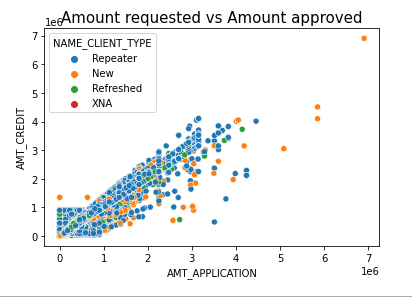 Amount requested vs Amount approved
1e6
NAME_CLIENT_TYPE
Repeater
New
Refreshed
XNA
AMT_CREDIT
7
6
5
4
3
2
1
0
0
1
2
3
4
5
6
7
AMT_APPLICATION
1e6